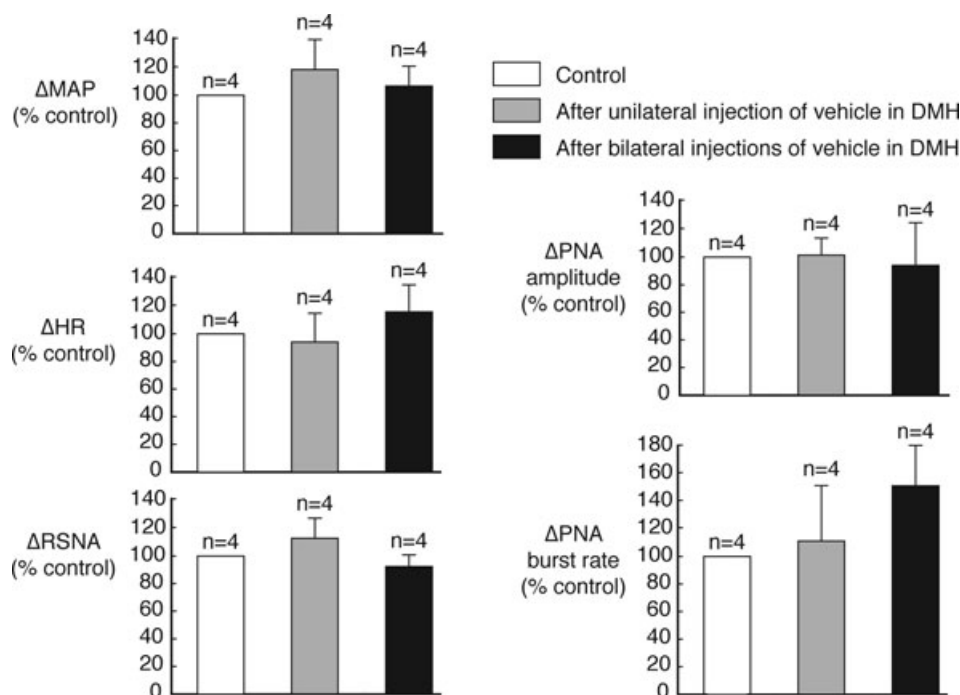 ΔMAP
(% control)
140
120
100
80
60
40
20
0
n=4
n=4
n=4
Control
After unilateral injection of vehicle in DMH
After bilateral injections of vehicle in DMH
ΔHR
(% control)
140
120
100
80
60
40
20
0
n=4
n=4
n=4
ΔRSNA
(% control)
140
120
100
80
60
40
20
0
n=4
n=4
n=4
ΔPNA
amplitude
(% control)
140
120
100
80
60
40
20
0
n=4
n=4
n=4
ΔPNA
burst rate
(% control)
180
160
140
120
100
80
60
40
20
0
n=4
n=4
n=4